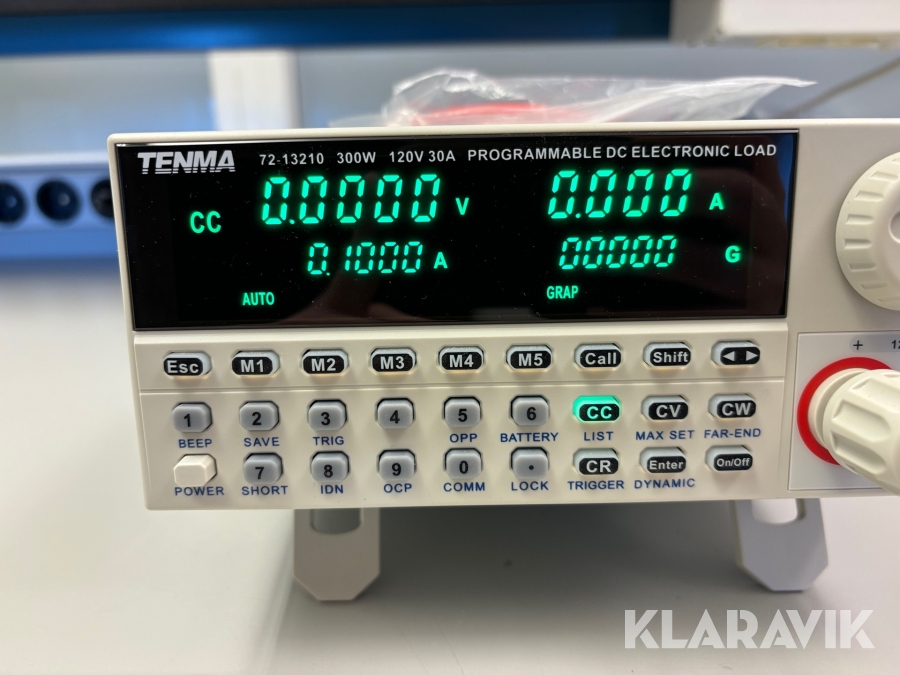 TENMA 72-13210 300W 120V 30A PROGRAMMABLE DC ELECTRONIC LOAD
CC 0.0000 V 0.000 A
0.1000 A 00000 G
AUTO GRAP
Esc M1 M2 M3 M4 M5 Call Shift ◀ ▶
+ 12
1 2 3 4 5 6 CC CV CW
BEEP SAVE TRIG OPP BATTERY LIST MAX SET FAR-END
7 8 9 0 . CR Enter On/Off
POWER SHORT IDN OCP COMM LOCK TRIGGER DYNAMIC
KLARAVIK